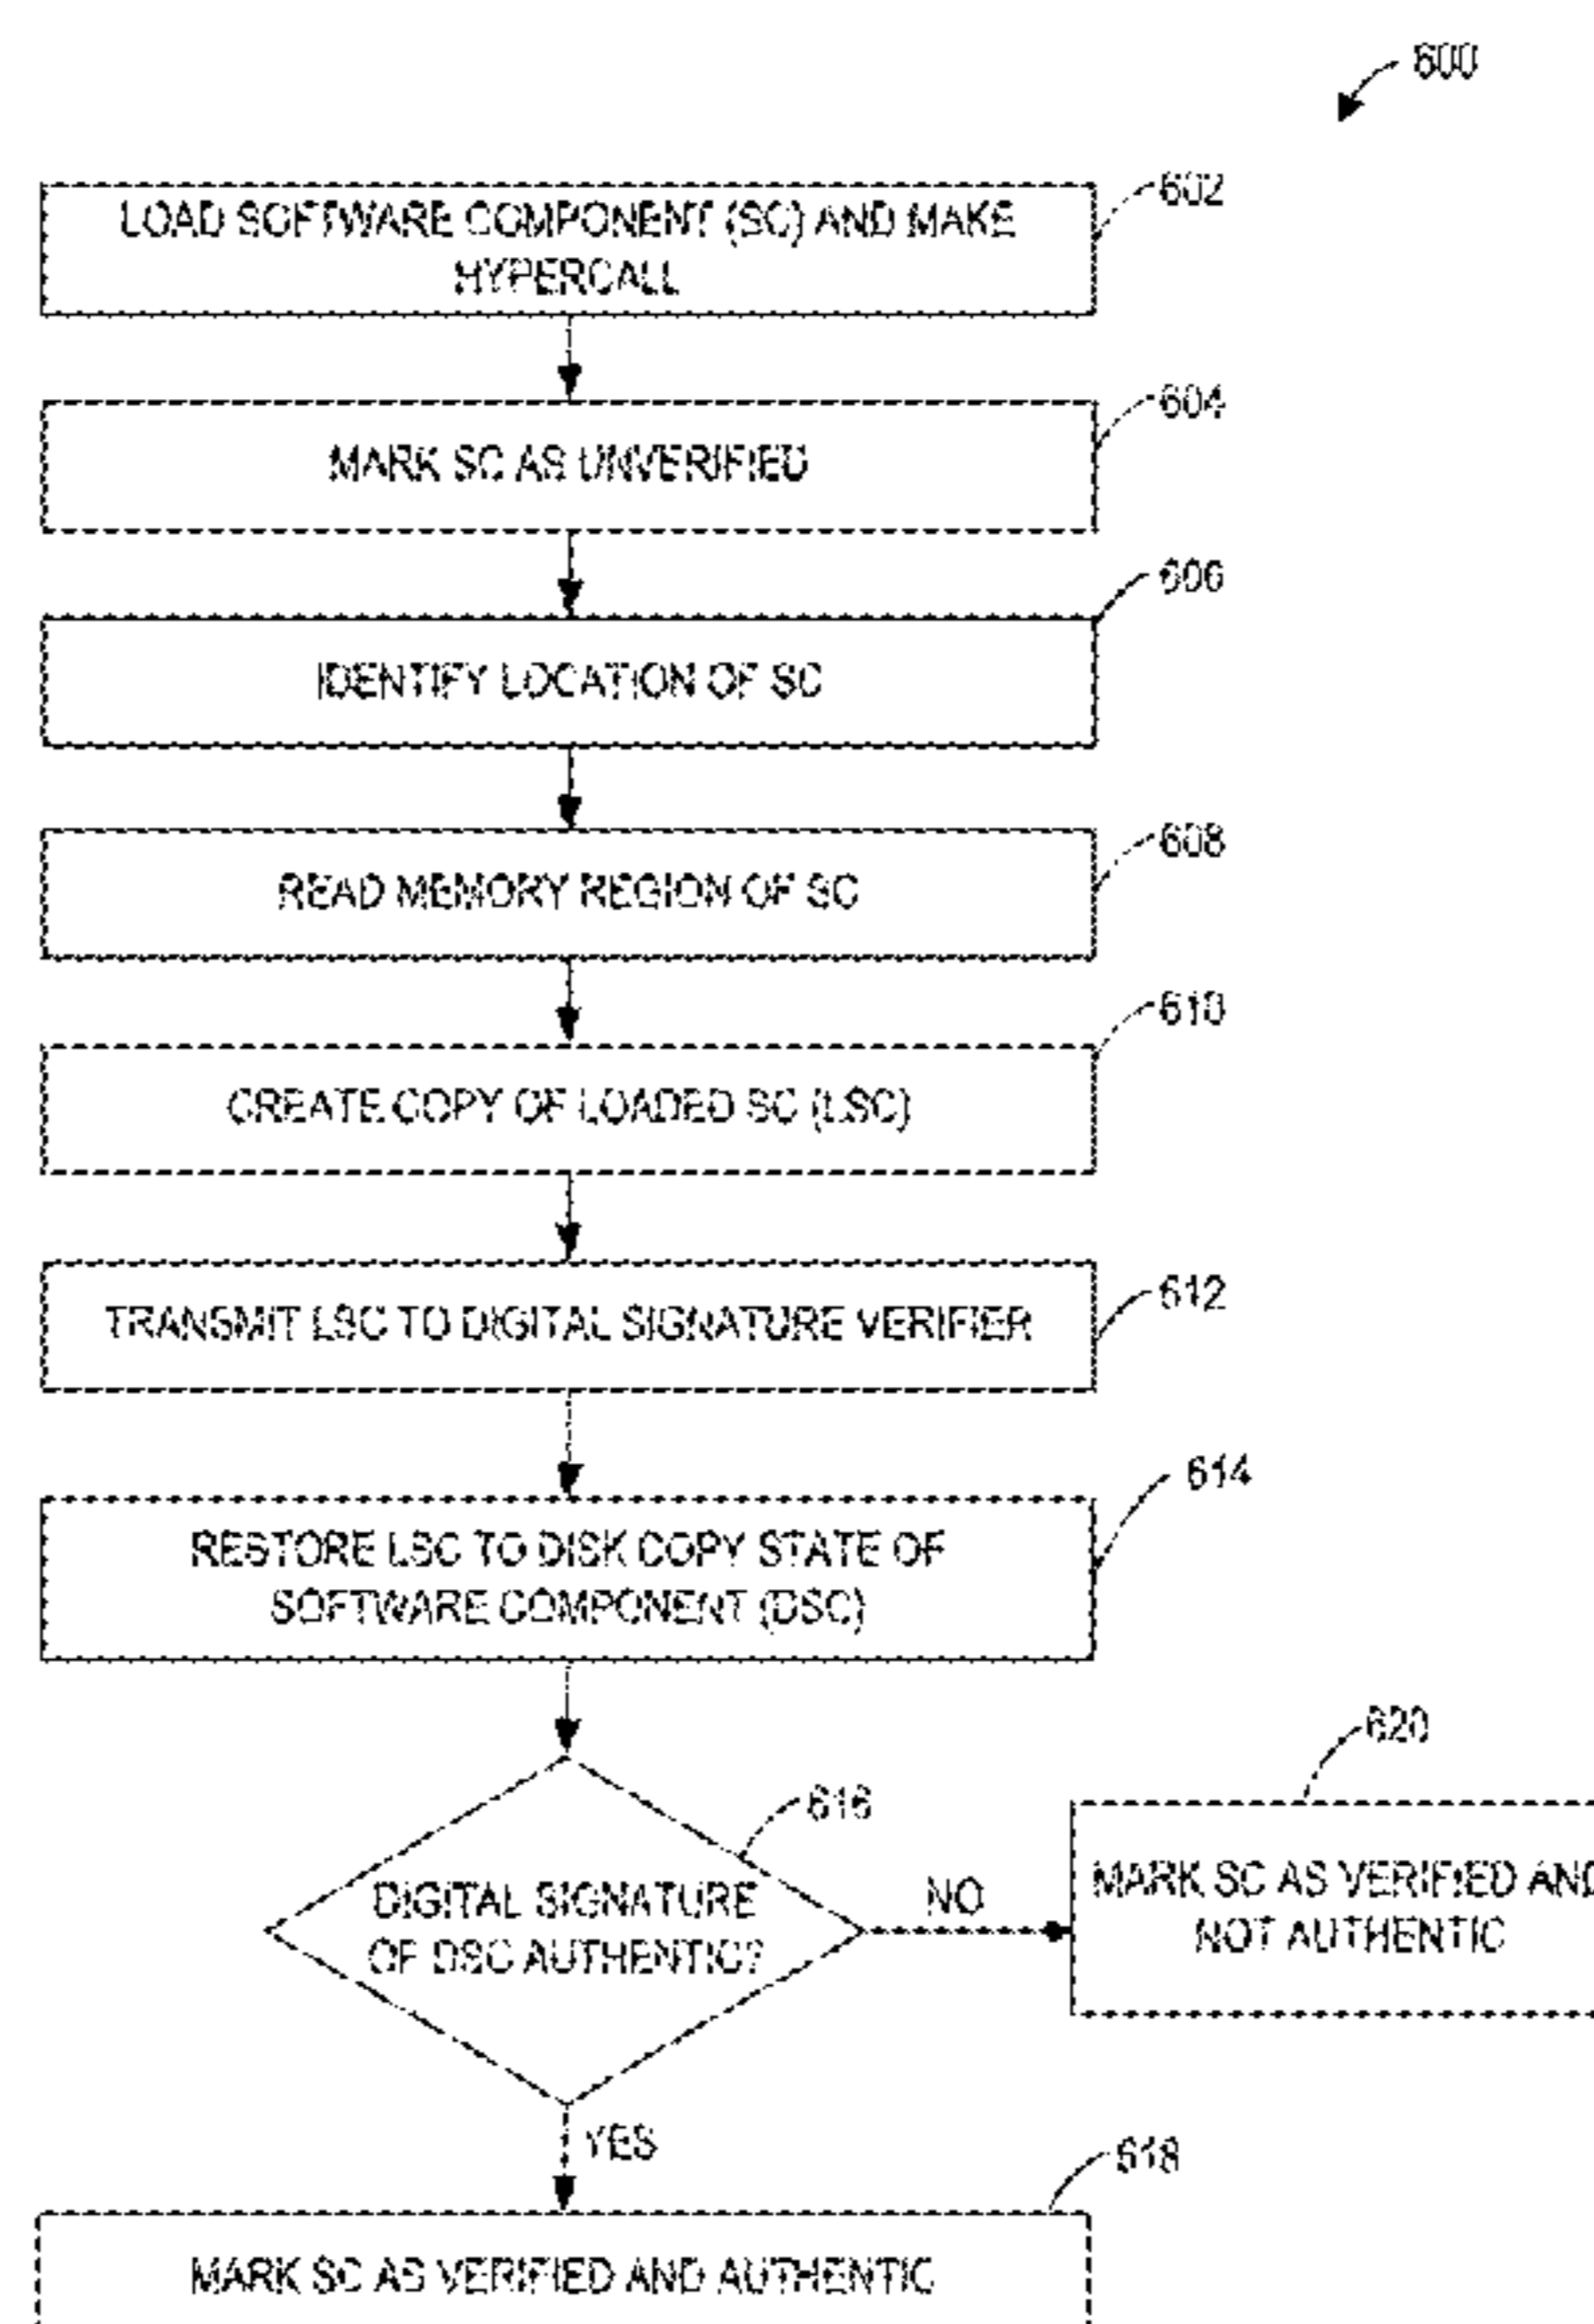 600
602
LOAD SOFTWARE COMPONENT (SC) AND MAKE
HYPERCALL
604
MARK SC AS UNVERIFIED
606
IDENTIFY LOCATION OF SC
608
READ MEMORY REGION OF SC
610
CREATE COPY OF LOADED SC (LSC)
612
TRANSMIT LSC TO DIGITAL SIGNATURE VERIFIER
614
RESTORE LSC TO DISK COPY STATE OF
SOFTWARE COMPONENT (DSC)
616
DIGITAL SIGNATURE
OF DSC AUTHENTIC?
NO
620
MARK SC AS VERIFIED AND
NOT AUTHENTIC
YES
618
MARK SC AS VERIFIED AND AUTHENTIC